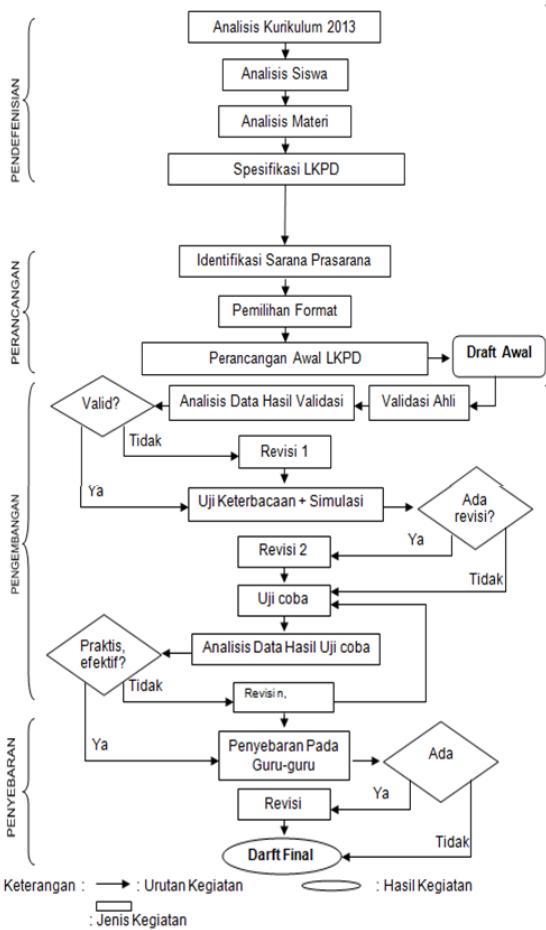 PENDEFENISIAN
Analisis Kurikulum 2013
Analisis Siswa
Analisis Materi
Spesifikasi LKPD
PERANCANGAN
Identifikasi Sarana Prasarana
Pemilihan Format
Perancangan Awal LKPD
Draft Awal
PENGEMBANGAN
Valid?
Analisis Data Hasil Validasi
Validasi Ahli
Tidak
Revisi 1
Ya
Uji Keterbacaan + Simulasi
Ada
revisi?
Ya
Revisi 2
Tidak
Uji coba
Praktis,
efektif?
Analisis Data Hasil Uji coba
Tidak
Revisi n,
PENYEBARAN
Ya
Penyebaran Pada
Guru-guru
Ada
Ya
Revisi
Tidak
Darft Final
Keterangan : : Urutan Kegiatan : Hasil Kegiatan
: Jenis Kegiatan